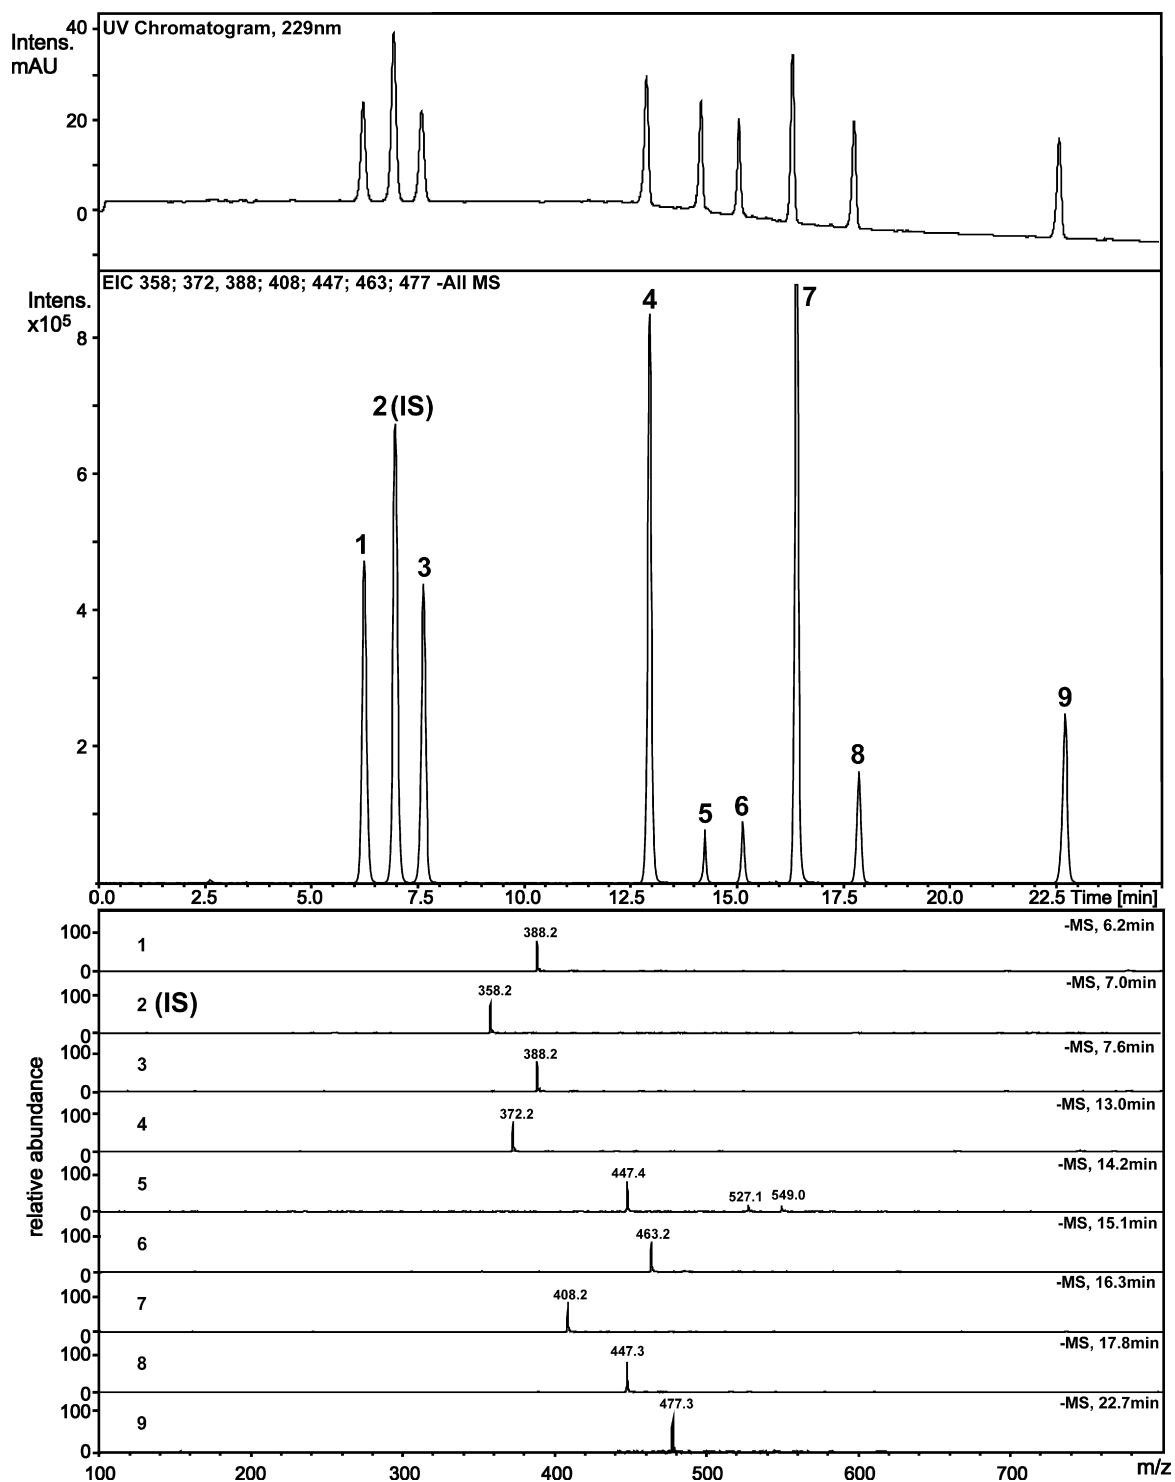 UV Chromatogram, 229nm
Intens.
mAU
40
20
0
EIC 358; 372, 388; 408; 447; 463; 477 -All MS
Intens.
x10⁵
8
6
4
2
1
2 (IS)
3
4
5
6
7
8
9
0.0 2.5 5.0 7.5 10.0 12.5 15.0 17.5 20.0 22.5 Time [min]
relative abundance
100 0 1 388.2 -MS, 6.2min
100 0 2 (IS) 358.2 -MS, 7.0min
100 0 3 388.2 -MS, 7.6min
100 0 4 372.2 -MS, 13.0min
100 0 5 447.4 527.1 549.0 -MS, 14.2min
100 0 6 463.2 -MS, 15.1min
100 0 7 408.2 -MS, 16.3min
100 0 8 447.3 -MS, 17.8min
100 0 9 477.3 -MS, 22.7min
100 200 300 400 500 600 700 m/z